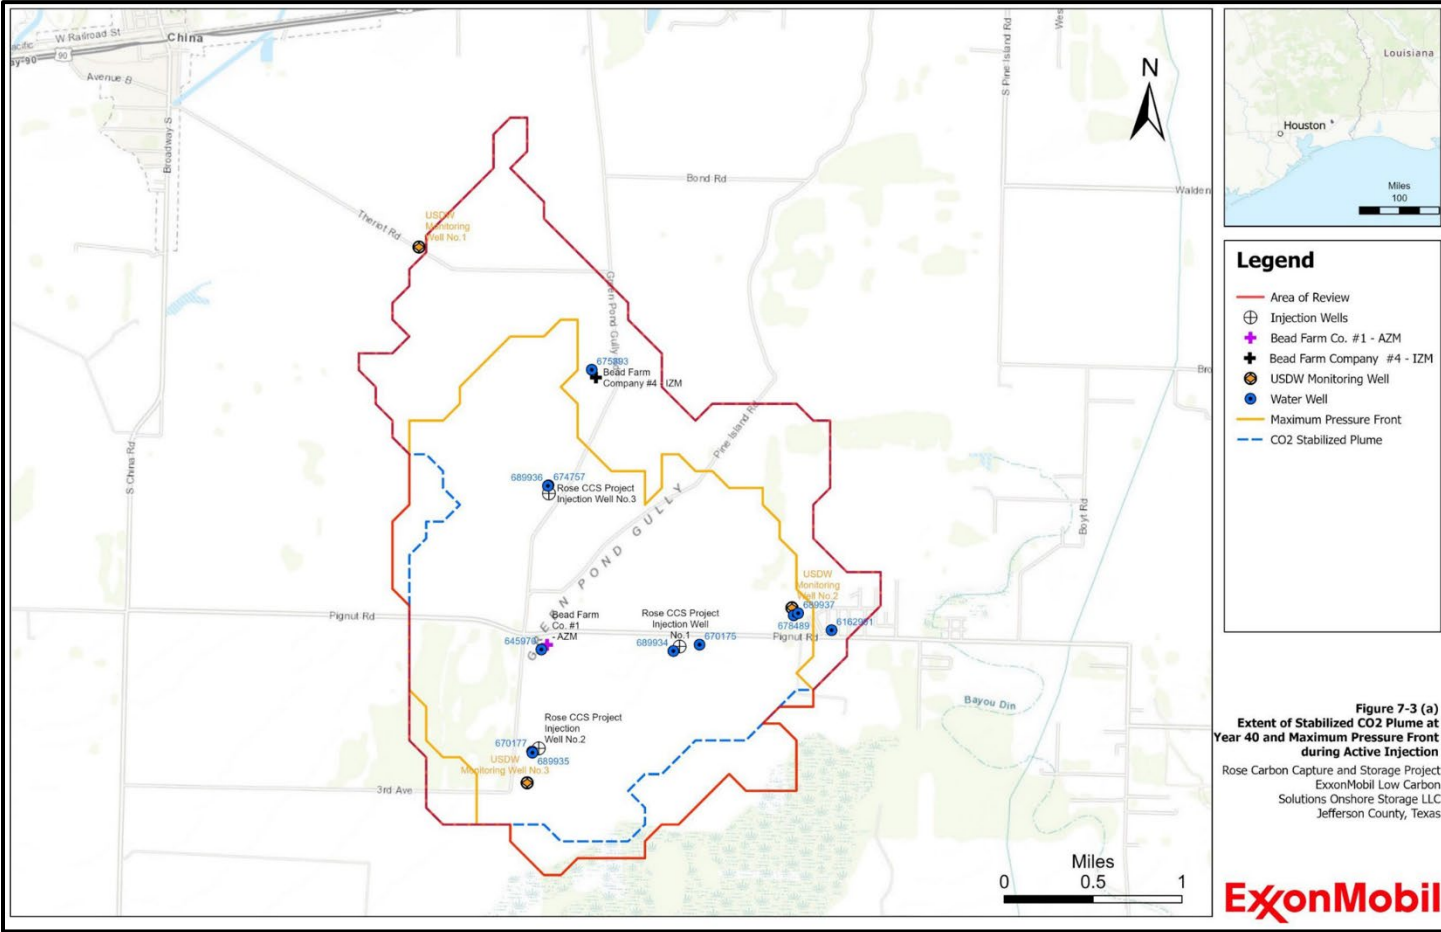 W Railroad St
China
acific
ay-90
90
Avenue B
Broadway S
S Pine Island Rd
Wes
N
Bond Rd
Walden
Theriot Rd
USDW
Monitoring
Well No.1
Green Pond Gully
Bro
675393
Bead Farm
Company #4 - IZM
Pine Island Rd
S China Rd
689936
674757
Rose CCS Project
Injection Well No.3
GREEN POND GULLY
Boyt Rd
USDW
Monitoring
Well No.2
689937
678489
6162901
Pignut Rd
Pignut Rd
Bead Farm
Co. #1
- AZM
Rose CCS Project
Injection Well
No.1
670175
689934
Bayou Din
Rose CCS Project
Injection
Well No.2
670177
689935
USDW
Monitoring Well No.3
3rd Ave
Miles
0 0.5 1
Louisiana
Houston
Miles
100
Legend
Area of Review
Injection Wells
Bead Farm Co. #1 - AZM
Bead Farm Company #4 - IZM
USDW Monitoring Well
Water Well
Maximum Pressure Front
CO2 Stabilized Plume
Figure 7-3 (a)
Extent of Stabilized CO2 Plume at
Year 40 and Maximum Pressure Front
during Active Injection
Rose Carbon Capture and Storage Project
ExxonMobil Low Carbon
Solutions Onshore Storage LLC
Jefferson County, Texas
ExxonMobil